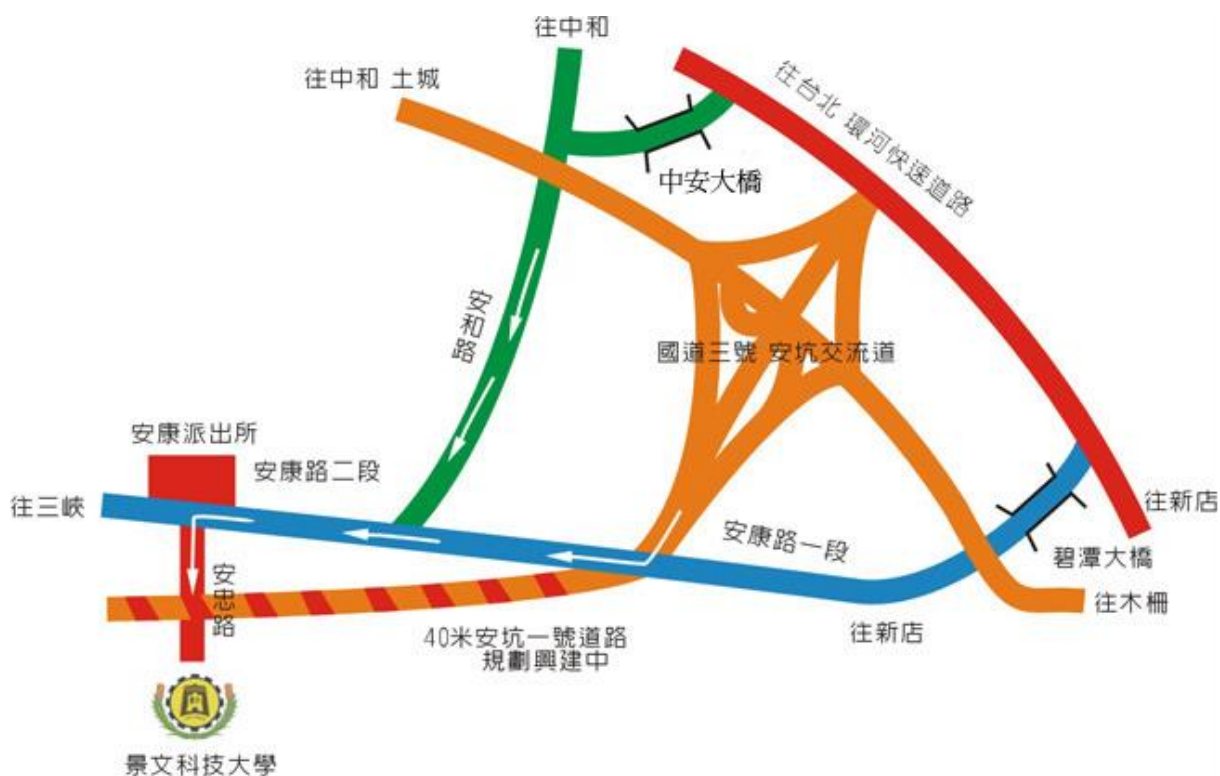 往中和
往中和 土城
往台北 環河快速道路
中安大橋
安和路
國道三號 安坑交流道
安康派出所
安康路二段
往三峽
安康路一段
往新店
碧潭大橋
安忠路
往木柵
往新店
40米安坑一號道路
規劃興建中
景文科技大學